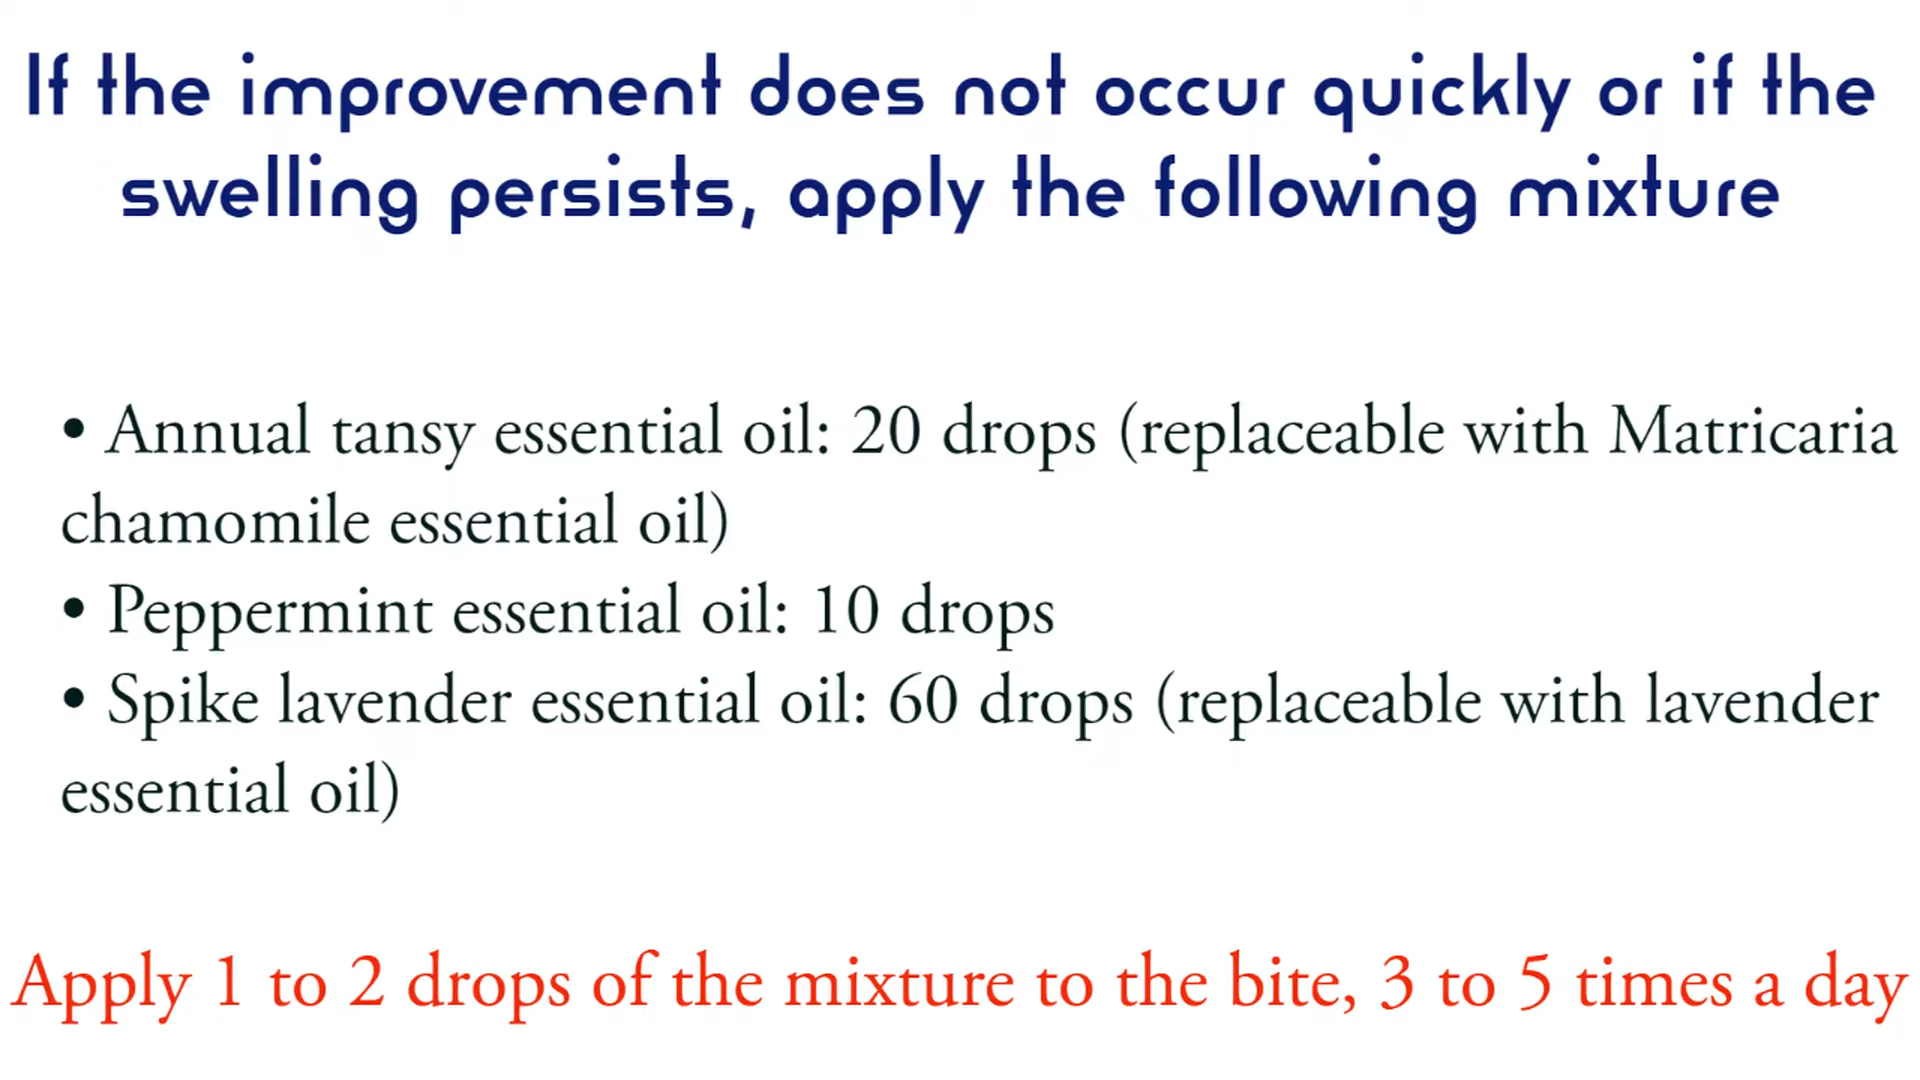 If the improvement does not occur quickly or if the
swelling persists, apply the following mixture
• Annual tansy essential oil: 20 drops (replaceable with Matricaria
chamomile essential oil)
• Peppermint essential oil: 10 drops
• Spike lavender essential oil: 60 drops (replaceable with lavender
essential oil)
Apply 1 to 2 drops of the mixture to the bite, 3 to 5 times a day